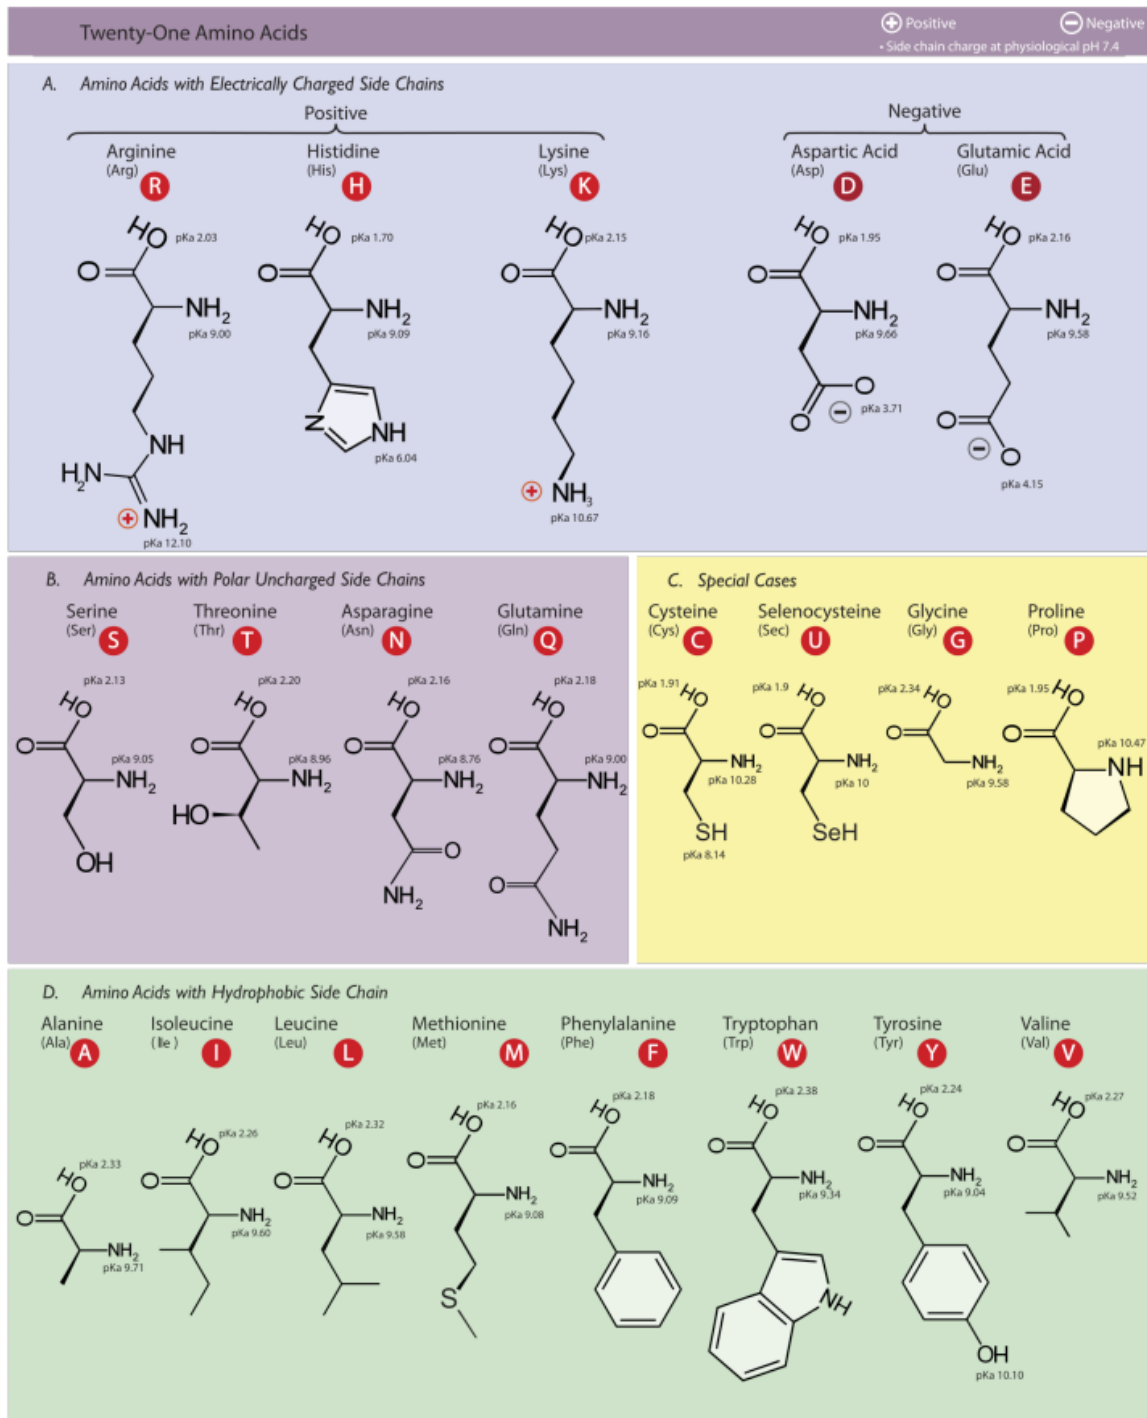 Twenty-One Amino Acids
⊕ Positive ⊖ Negative
• Side chain charge at physiological pH 7.4
A. Amino Acids with Electrically Charged Side Chains
Positive
Negative
Arginine
(Arg)
R
Histidine
(His)
H
Lysine
(Lys)
K
Aspartic Acid
(Asp)
D
Glutamic Acid
(Glu)
E
HO pKa 2.03
O
NH2
pKa 9.00
NH
H2N
⊕ NH2
pKa 12.10
HO pKa 1.70
O
NH2
pKa 9.09
N
NH
pKa 6.04
HO pKa 2.15
O
NH2
pKa 9.16
⊕ NH3
pKa 10.67
HO pKa 1.95
O
NH2
pKa 9.66
O
O ⊖ pKa 3.71
HO pKa 2.16
O
NH2
pKa 9.58
O ⊖ O
pKa 4.15
B. Amino Acids with Polar Uncharged Side Chains
Serine
(Ser)
S
Threonine
(Thr)
T
Asparagine
(Asn)
N
Glutamine
(Gln)
Q
pKa 2.13
HO
O
pKa 9.05
NH2
OH
pKa 2.20
HO
O
pKa 8.96
NH2
HO
pKa 2.16
HO
O
pKa 8.76
NH2
O
NH2
pKa 2.18
HO
O
pKa 9.00
NH2
O
NH2
C. Special Cases
Cysteine
(Cys)
C
Selenocysteine
(Sec)
U
Glycine
(Gly)
G
Proline
(Pro)
P
pKa 1.91 HO
O
NH2
pKa 10.28
SH
pKa 8.14
pKa 1.9 HO
O
NH2
pKa 10
SeH
pKa 2.34
HO
O
NH2
pKa 9.58
pKa 1.95 HO
O
pKa 10.47
NH
D. Amino Acids with Hydrophobic Side Chain
Alanine
(Ala)
A
Isoleucine
(Ile)
I
Leucine
(Leu)
L
Methionine
(Met)
M
Phenylalanine
(Phe)
F
Tryptophan
(Trp)
W
Tyrosine
(Tyr)
Y
Valine
(Val)
V
pKa 2.33
HO
O
NH2
pKa 9.71
pKa 2.26
HO
O
NH2
pKa 9.60
pKa 2.32
HO
O
NH2
pKa 9.58
pKa 2.16
HO
O
NH2
pKa 9.08
S
pKa 2.18
HO
O
NH2
pKa 9.09
pKa 2.38
HO
O
NH2
pKa 9.34
NH
pKa 2.24
HO
O
NH2
pKa 9.04
OH
pKa 10.10
pKa 2.27
HO
O
NH2
pKa 9.52